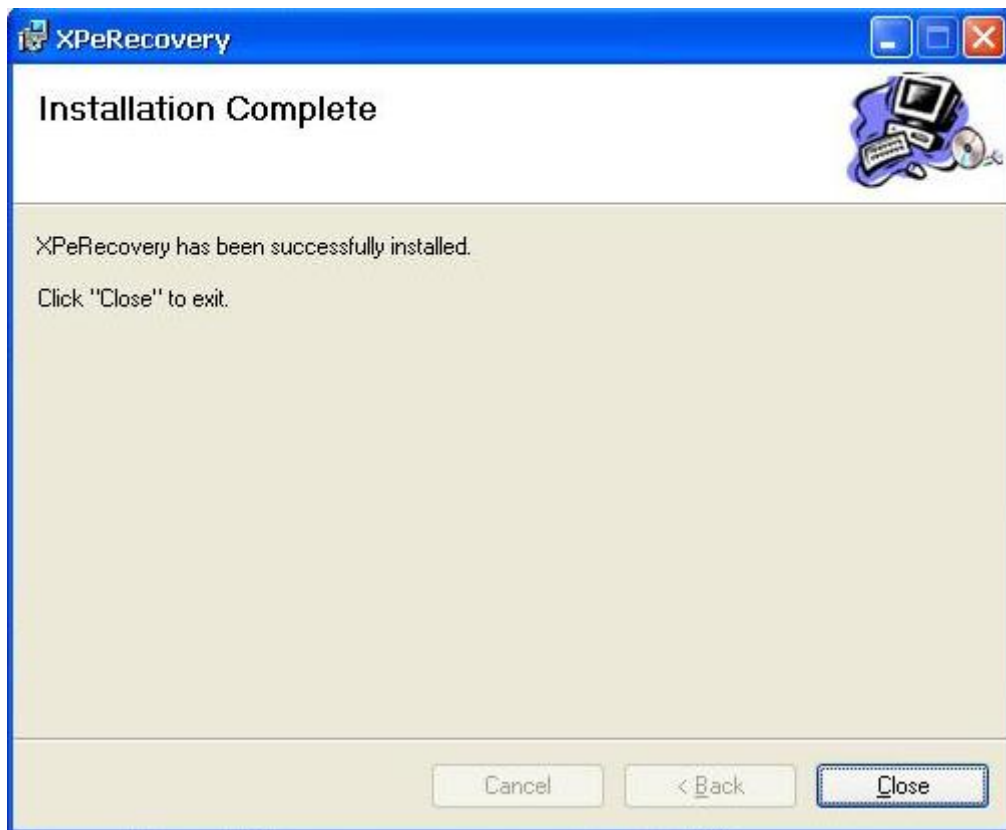 XPeRecovery
Installation Complete
XPeRecovery has been successfully installed.
Click "Close" to exit.
Cancel
< Back
Close